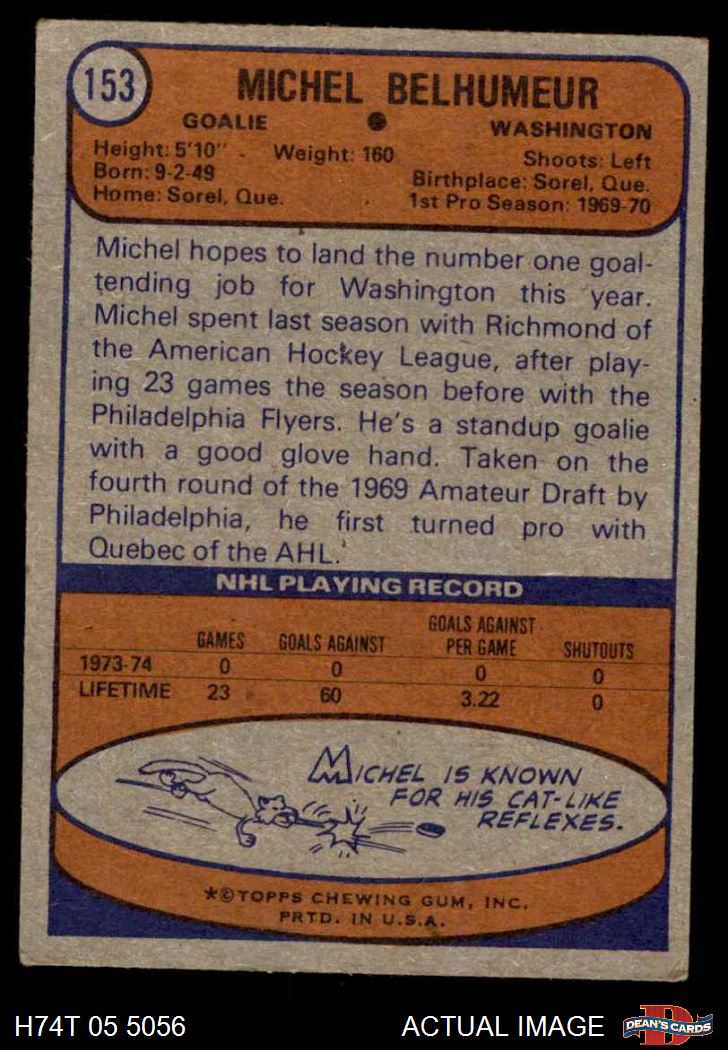 153
MICHEL BELHUMEUR
GOALIE ● WASHINGTON
Height: 5'10" - Weight: 160 Shoots: Left
Born: 9-2-49 Birthplace: Sorel, Que.
Home: Sorel, Que. 1st Pro Season: 1969-70
Michel hopes to land the number one goal-
tending job for Washington this year.
Michel spent last season with Richmond of
the American Hockey League, after play-
ing 23 games the season before with the
Philadelphia Flyers. He's a standup goalie
with a good glove hand. Taken on the
fourth round of the 1969 Amateur Draft by
Philadelphia, he first turned pro with
Quebec of the AHL.
NHL PLAYING RECORD
GAMES GOALS AGAINST GOALS AGAINST PER GAME SHUTOUTS
1973-74 0 0 0 0
LIFETIME 23 60 3.22 0
MICHEL IS KNOWN
FOR HIS CAT-LIKE
REFLEXES.
*©TOPPS CHEWING GUM, INC.
PRTD. IN U.S.A.
H74T 05 5056 ACTUAL IMAGE D DEAN'S CARDS